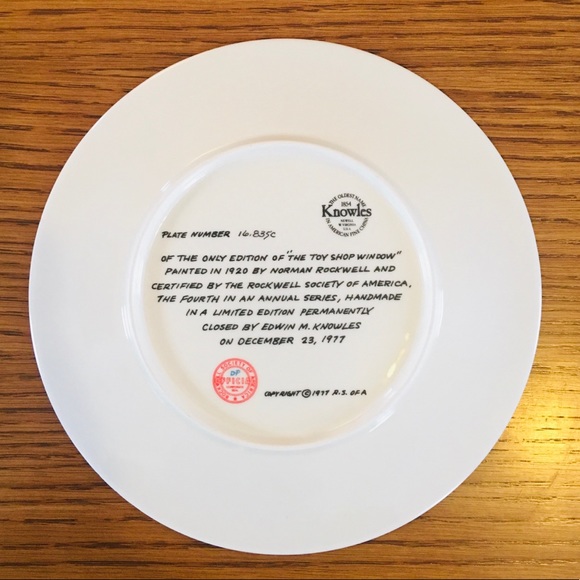 THE OLDEST NAME
1854
Knowles
NEWELL
W. VIRGINIA
U.S.A.
IN AMERICAN FINE CHINA
PLATE NUMBER 16.835C
OF THE ONLY EDITION OF "THE TOY SHOP WINDOW"
PAINTED IN 1920 BY NORMAN ROCKWELL AND
CERTIFIED BY THE ROCKWELL SOCIETY OF AMERICA.
THE FOURTH IN AN ANNUAL SERIES, HANDMADE
IN A LIMITED EDITION PERMANENTLY
CLOSED BY EDWIN M. KNOWLES
ON DECEMBER 23, 1977
COPYRIGHT © 1977 R.S. OF A